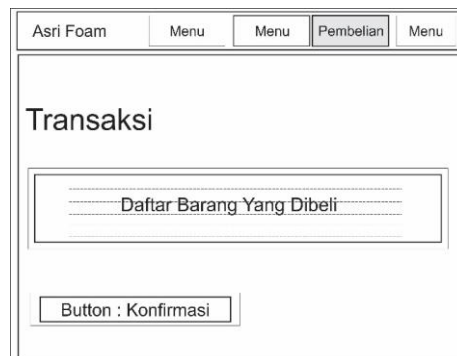 Asri Foam Menu Menu Pembelian Menu
Transaksi
Daftar Barang Yang Dibeli
Button : Konfirmasi